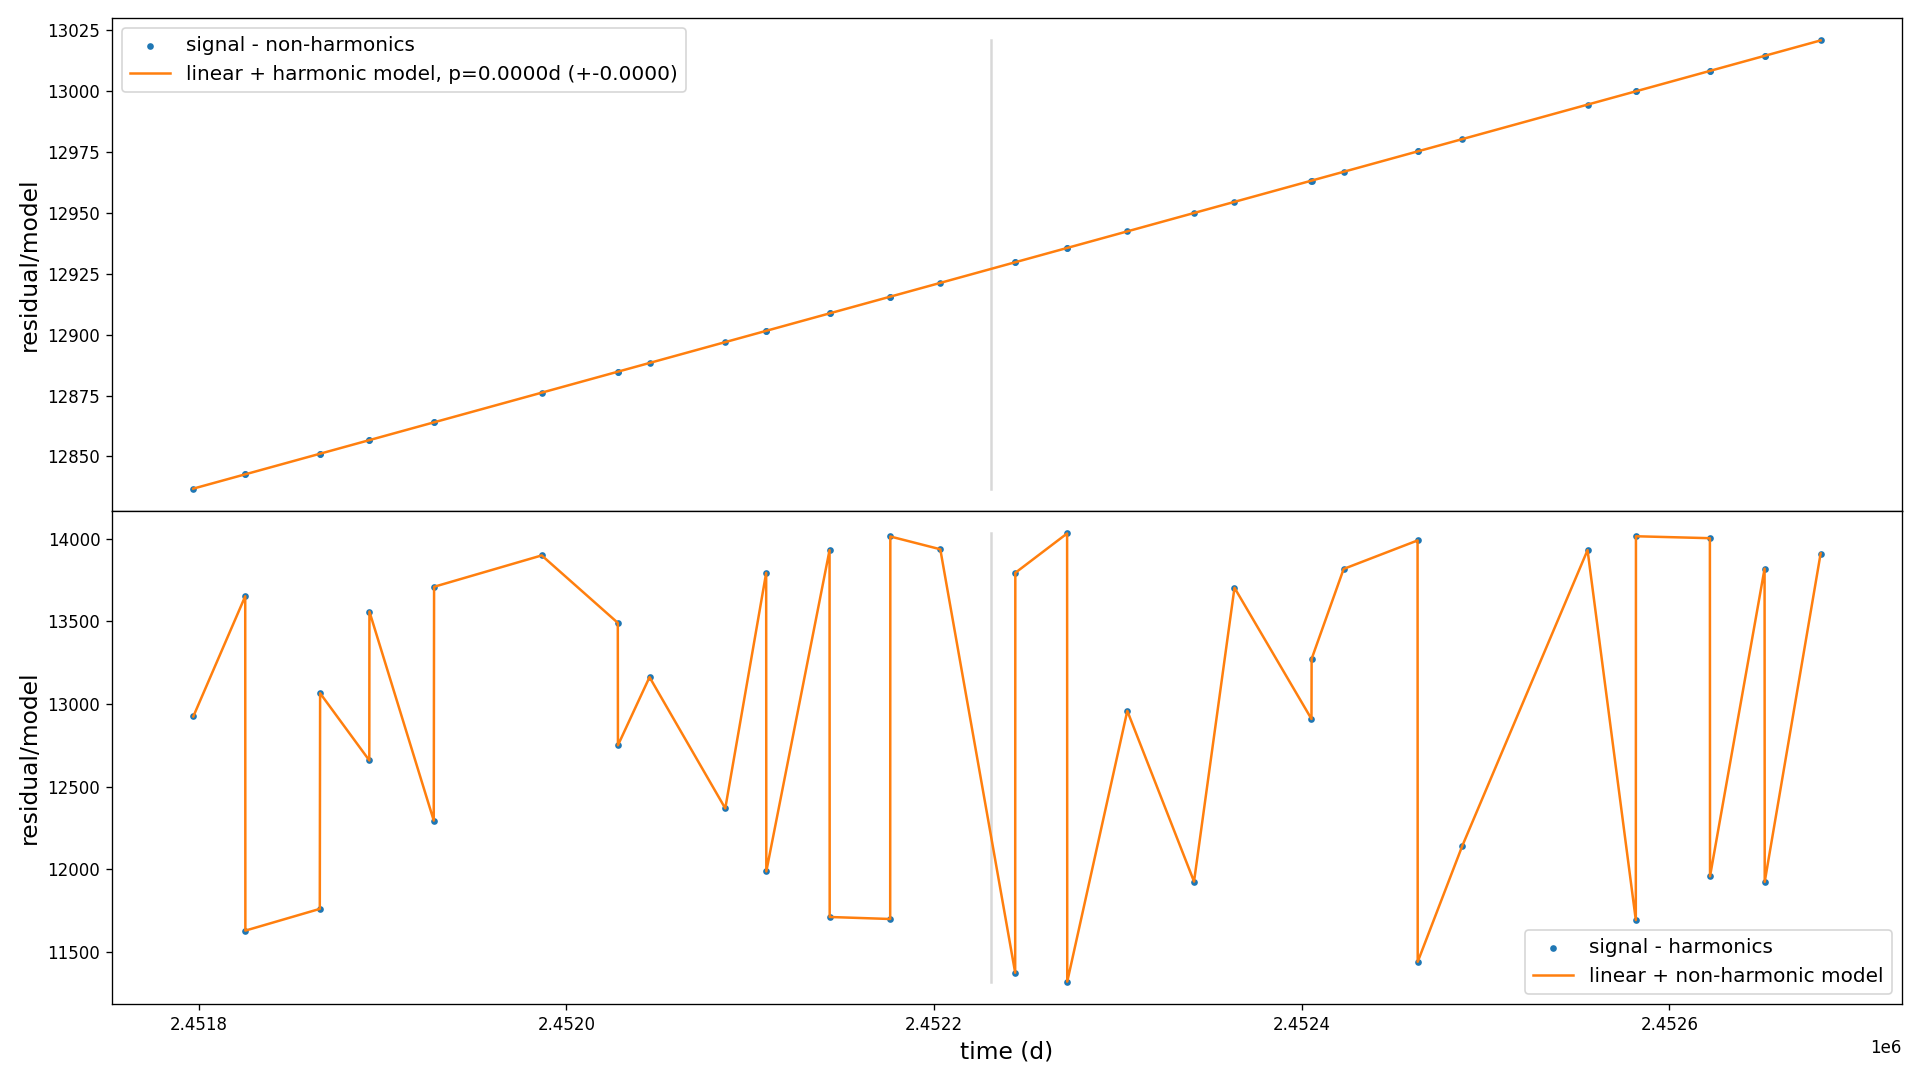 13025
13000
12975
12950
12925
12900
12875
12850
residual/model
signal - non-harmonics
linear + harmonic model, p=0.0000d (+-0.0000)
14000
13500
13000
12500
12000
11500
residual/model
signal - harmonics
linear + non-harmonic model
2.4518 2.4520 2.4522 2.4524 2.4526
1e6
time (d)